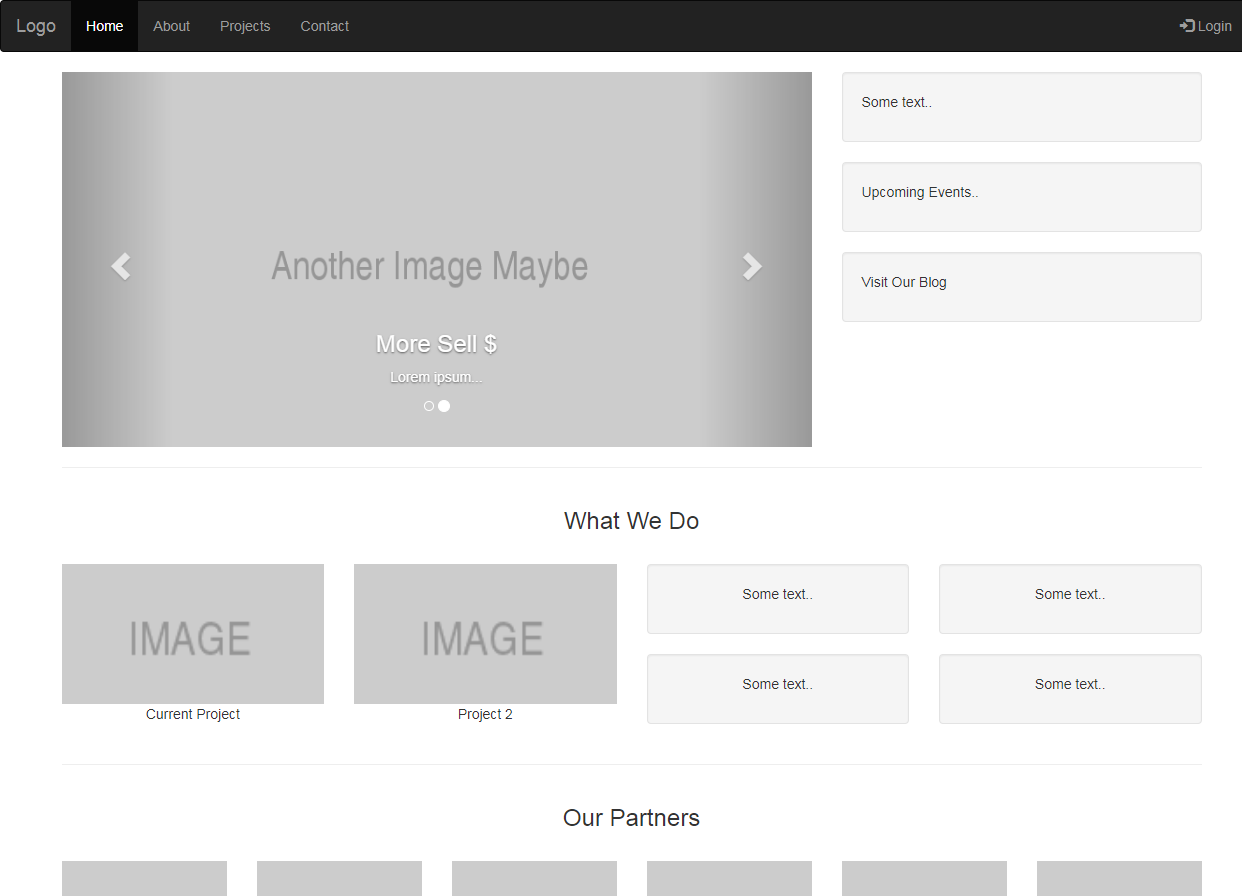 Logo Home About Projects Contact Login
Another Image Maybe
More Sell $
Lorem ipsum...
Some text..
Upcoming Events..
Visit Our Blog
What We Do
IMAGE
Current Project
IMAGE
Project 2
Some text..
Some text..
Some text..
Some text..
Our Partners